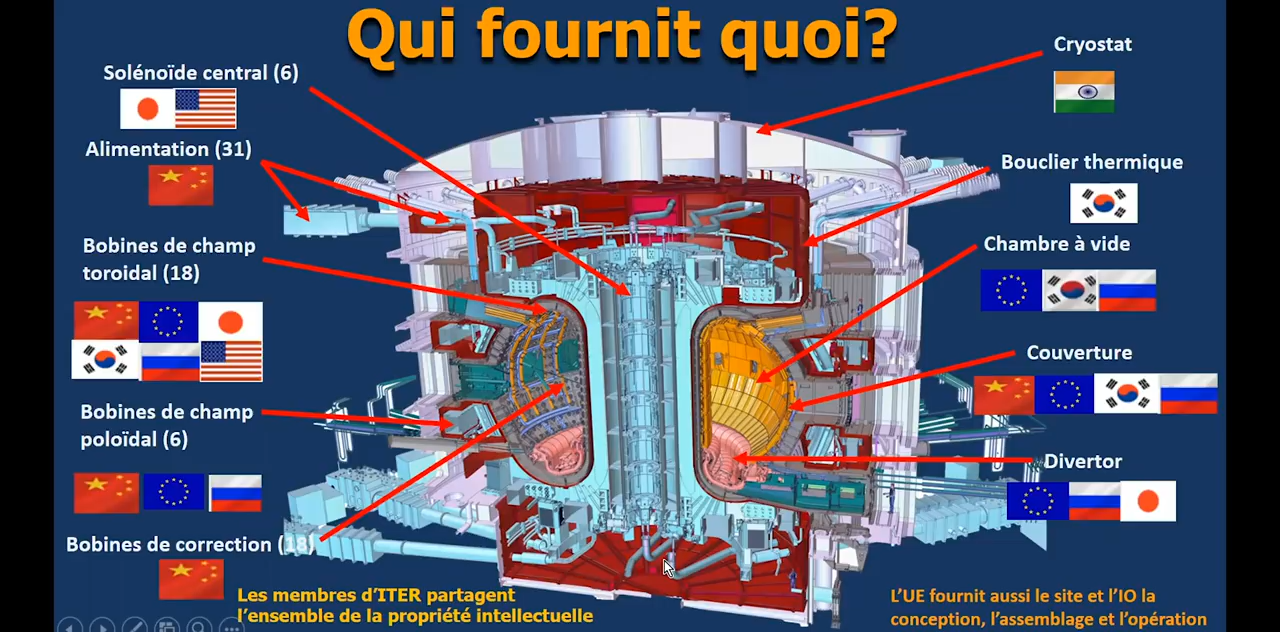 Qui fournit quoi?
Solénoïde central (6)
Alimentation (31)
Bobines de champ
toroidal (18)
Bobines de champ
poloïdal (6)
Bobines de correction (18)
Cryostat
Bouclier thermique
Chambre à vide
Couverture
Divertor
Les membres d’ITER partagent
l’ensemble de la propriété intellectuelle
L’UE fournit aussi le site et l’IO la
conception, l’assemblage et l’opération